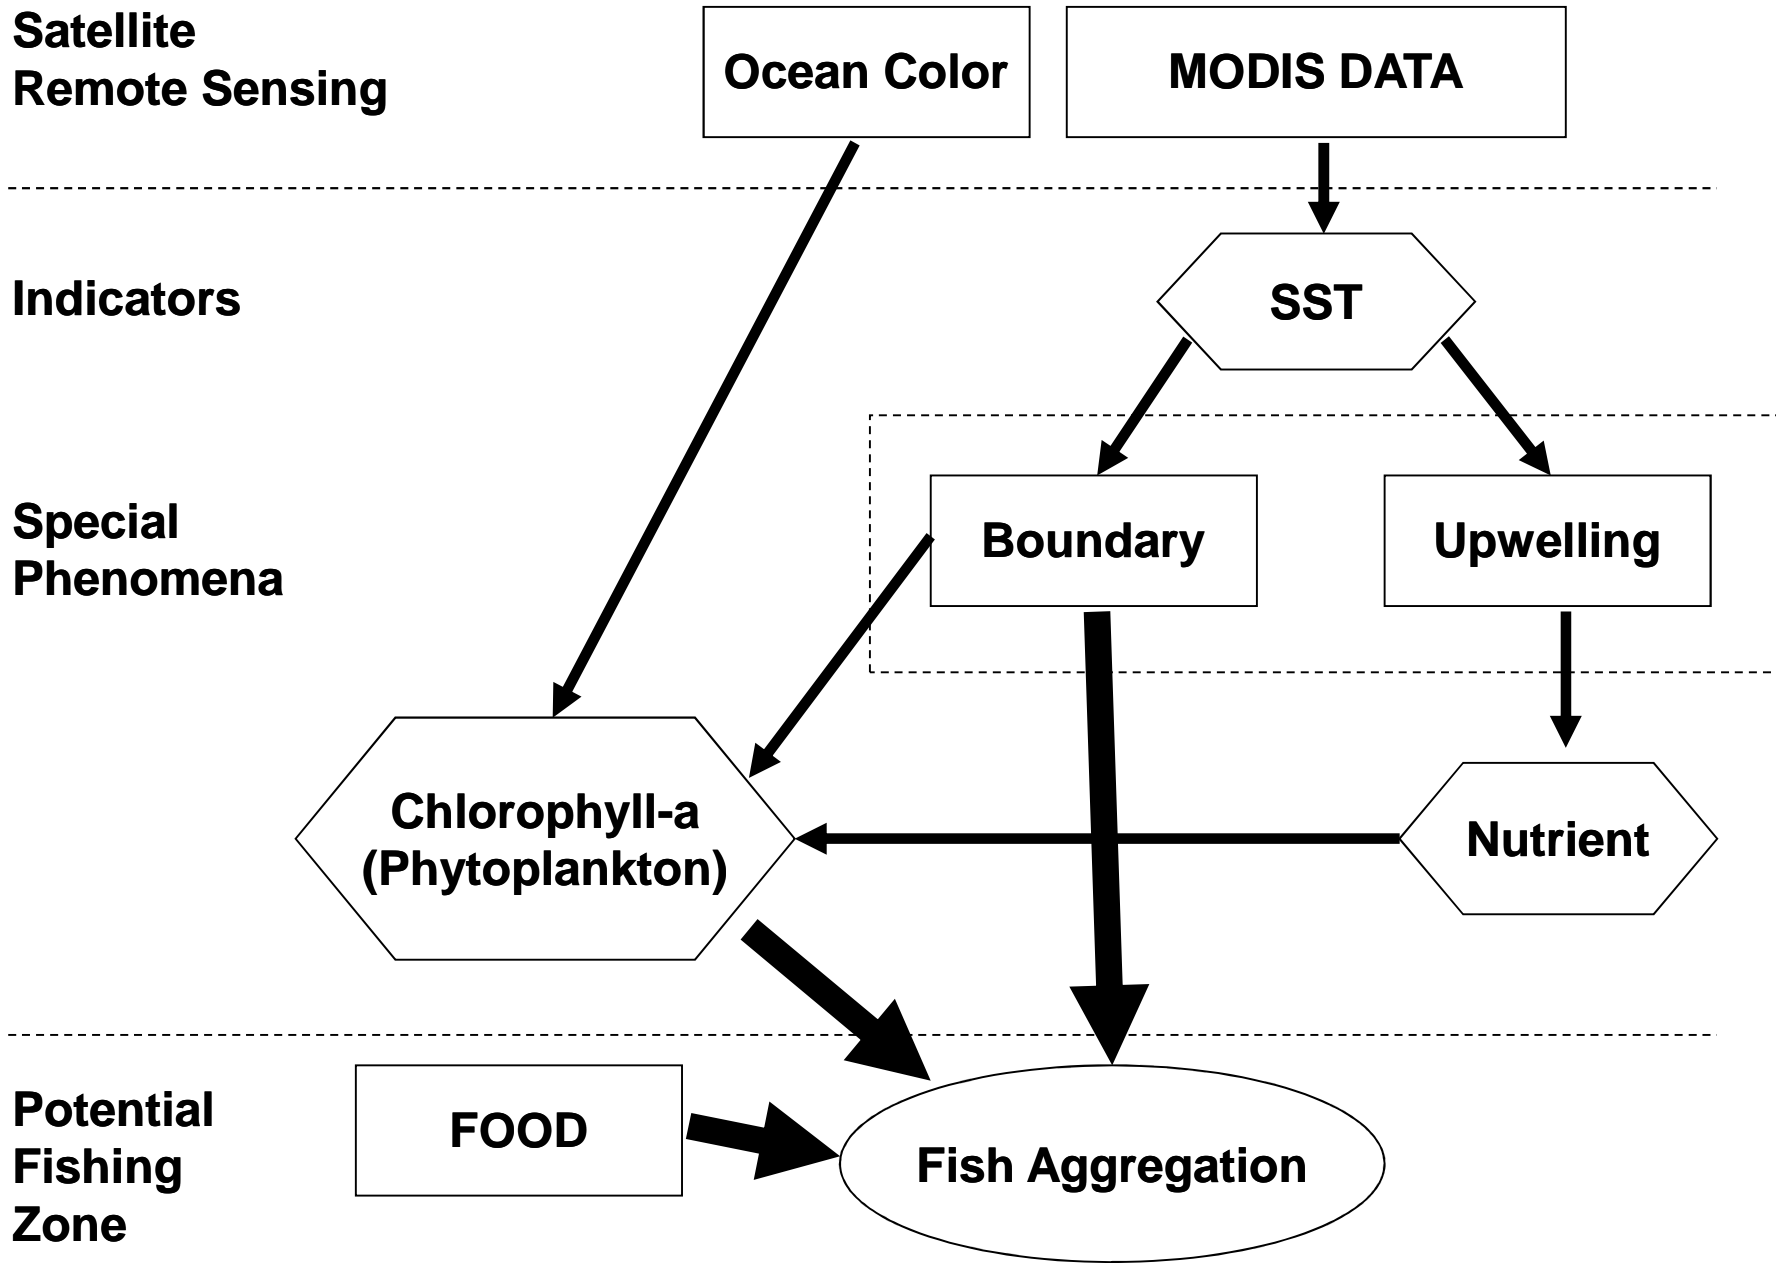 Satellite
Remote Sensing
Ocean Color
MODIS DATA
Indicators
SST
Special
Phenomena
Boundary
Upwelling
Chlorophyll-a
(Phytoplankton)
Nutrient
Potential
Fishing
Zone
FOOD
Fish Aggregation